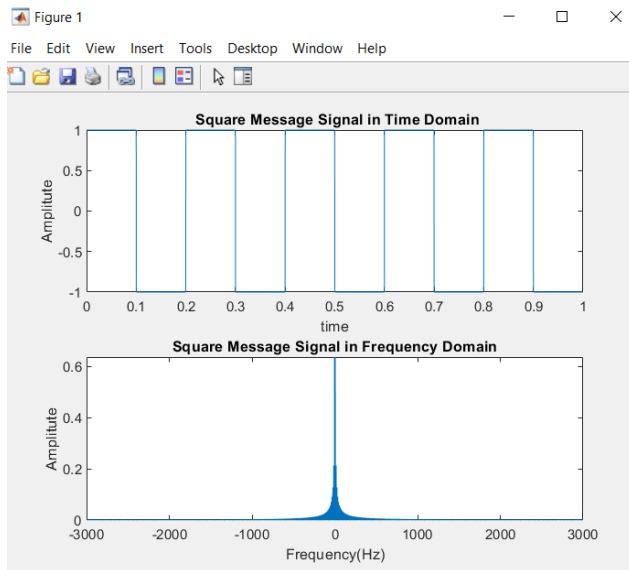 Figure 1
File Edit View Insert Tools Desktop Window Help
Square Message Signal in Time Domain
1
0.5
0
-0.5
-1
Amplitute
0 0.1 0.2 0.3 0.4 0.5 0.6 0.7 0.8 0.9 1
time
Square Message Signal in Frequency Domain
0.6
0.4
0.2
0
Amplitute
-3000 -2000 -1000 0 1000 2000 3000
Frequency(Hz)